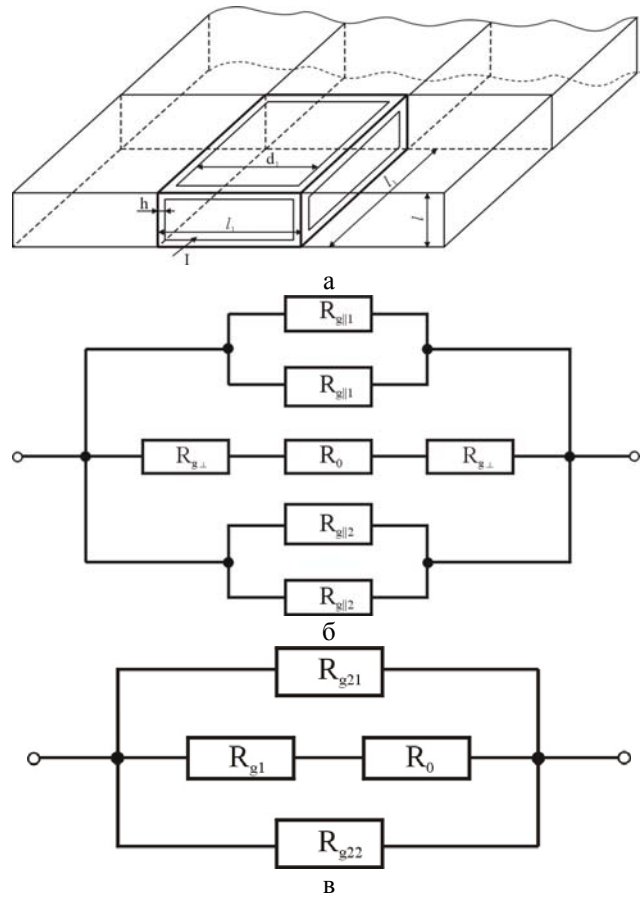 d₁
h
l₁
l₁
l
I
а
R_g||1
R_g||1
R_g⊥ R₀ R_g⊥
R_g||2
R_g||2
б
R_g21
R_g1 R₀
R_g22
в